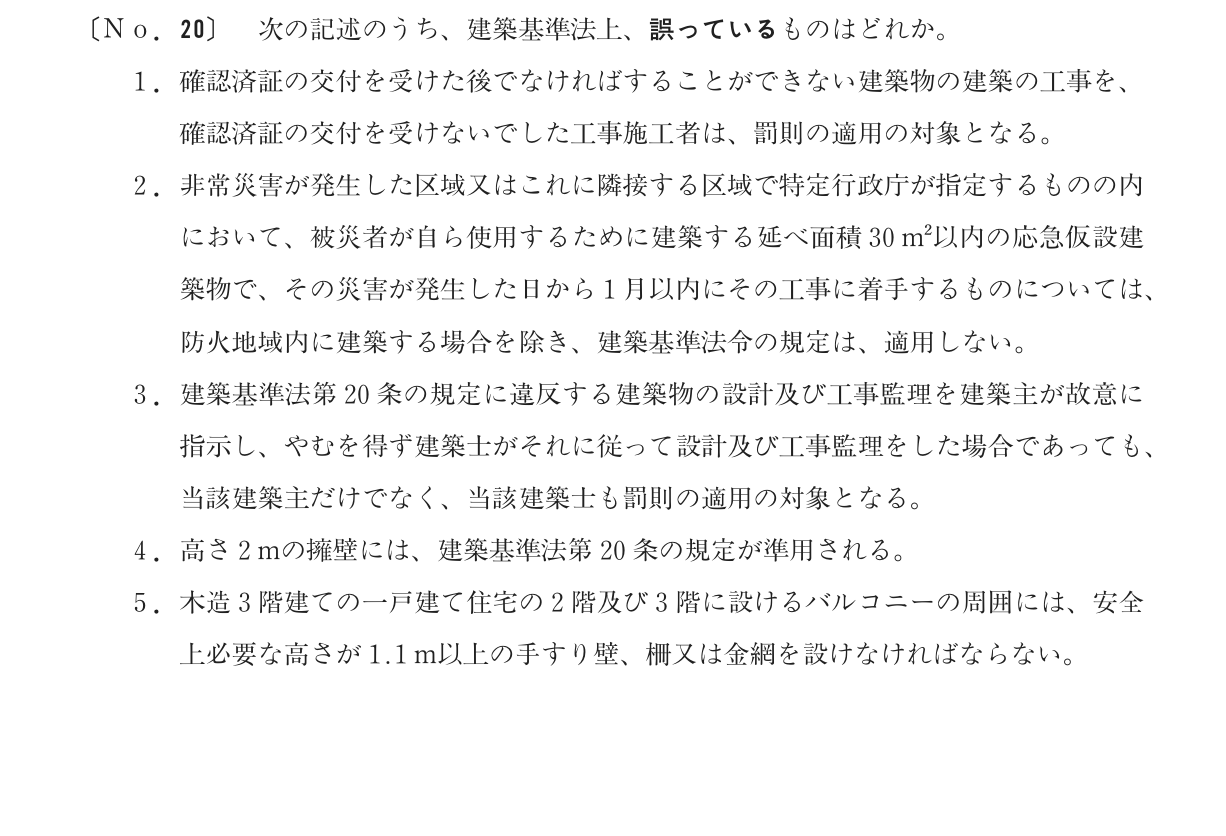 〔Ｎｏ．20〕　次の記述のうち、建築基準法上、誤っているものはどれか。
１．確認済証の交付を受けた後でなければすることができない建築物の建築の工事を、
確認済証の交付を受けないでした工事施工者は、罰則の適用の対象となる。
２．非常災害が発生した区域又はこれに隣接する区域で特定行政庁が指定するものの内
において、被災者が自ら使用するために建築する延べ面積 30 m²以内の応急仮設建
築物で、その災害が発生した日から１月以内にその工事に着手するものについては、
防火地域内に建築する場合を除き、建築基準法令の規定は、適用しない。
３．建築基準法第 20 条の規定に違反する建築物の設計及び工事監理を建築主が故意に
指示し、やむを得ず建築士がそれに従って設計及び工事監理をした場合であっても、
当該建築主だけでなく、当該建築士も罰則の適用の対象となる。
４．高さ２mの擁壁には、建築基準法第 20 条の規定が準用される。
５．木造３階建ての一戸建て住宅の２階及び３階に設けるバルコニーの周囲には、安全
上必要な高さが 1.1 m以上の手すり壁、柵又は金網を設けなければならない。